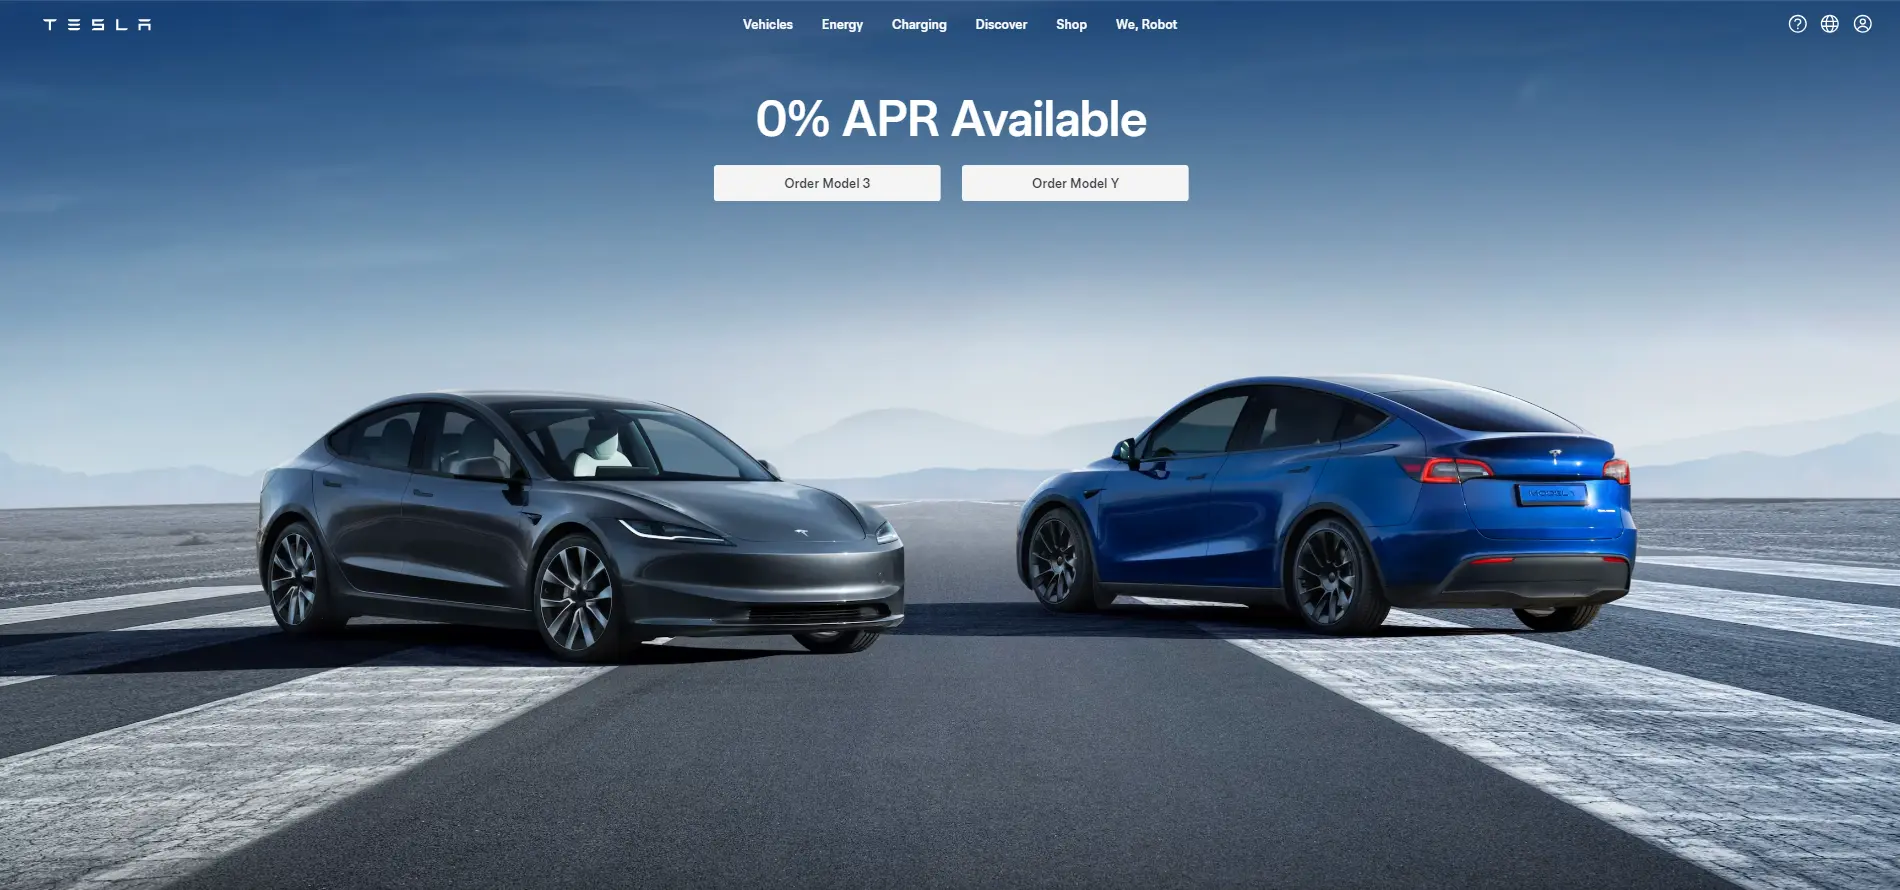 TESLA
Vehicles Energy Charging Discover Shop We, Robot
0% APR Available
Order Model 3 Order Model Y